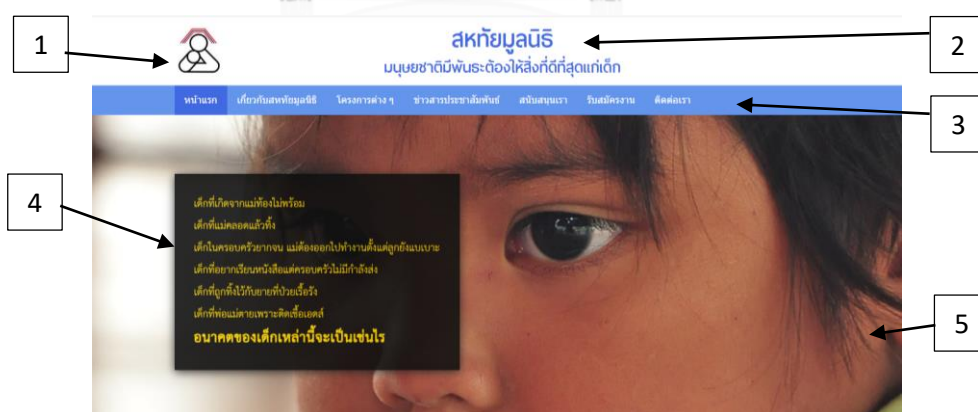 1
สหทัยมูลนิธิ
2
มนุษยชาติมีพันธะต้องให้สิ่งที่ดีที่สุดแก่เด็ก
หน้าแรก เกี่ยวกับสหทัยมูลนิธิ โครงการต่าง ๆ ข่าวสารประชาสัมพันธ์ สนับสนุนเรา รับสมัครงาน ติดต่อเรา
3
4
เด็กที่เกิดจากแม่ท้องไม่พร้อม
เด็กที่แม่คลอดแล้วทิ้ง
เด็กในครอบครัวยากจน แม่ต้องออกไปทำงานตั้งแต่ลูกยังแบเบาะ
เด็กที่อยากเรียนหนังสือแต่ครอบครัวไม่มีกำลังส่ง
เด็กที่ถูกทิ้งไว้กับยายที่ป่วยเรื้อรัง
เด็กที่พ่อแม่ตายเพราะติดเชื้อเอดส์
อนาคตของเด็กเหล่านี้จะเป็นเช่นไร
5